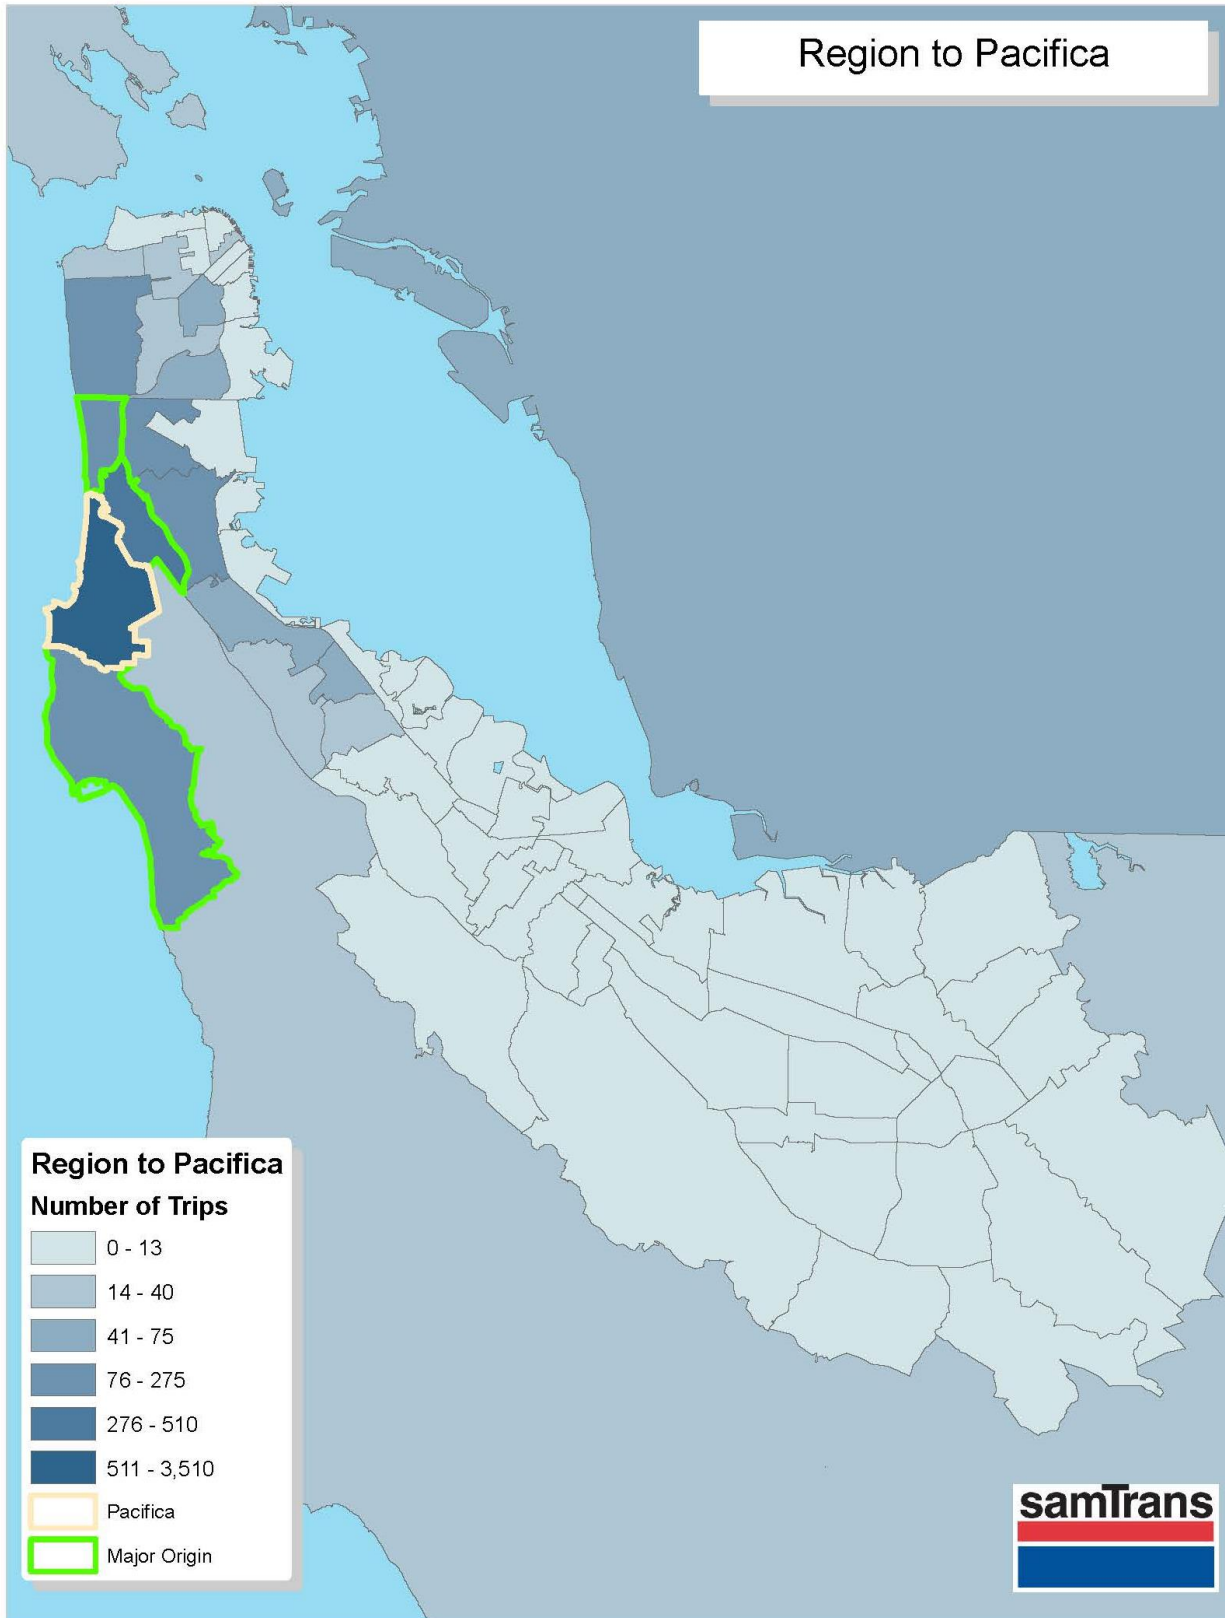 Region to Pacifica
Region to Pacifica
Number of Trips
0 - 13
14 - 40
41 - 75
76 - 275
276 - 510
511 - 3,510
Pacifica
Major Origin
samTrans